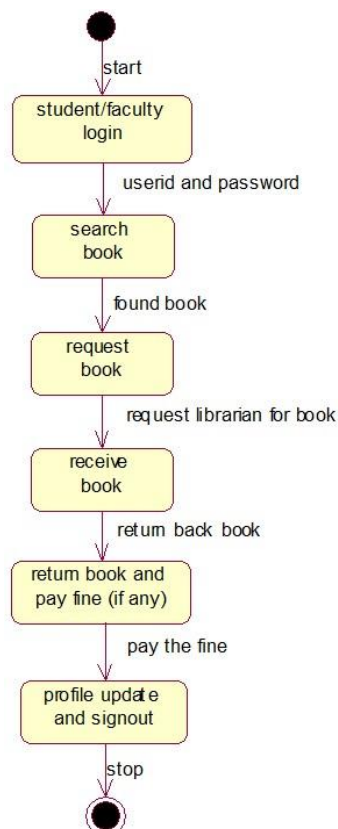 start
student/faculty
login
userid and password
search
book
found book
request
book
request librarian for book
receive
book
return back book
return book and
pay fine (if any)
pay the fine
profile update
and signout
stop